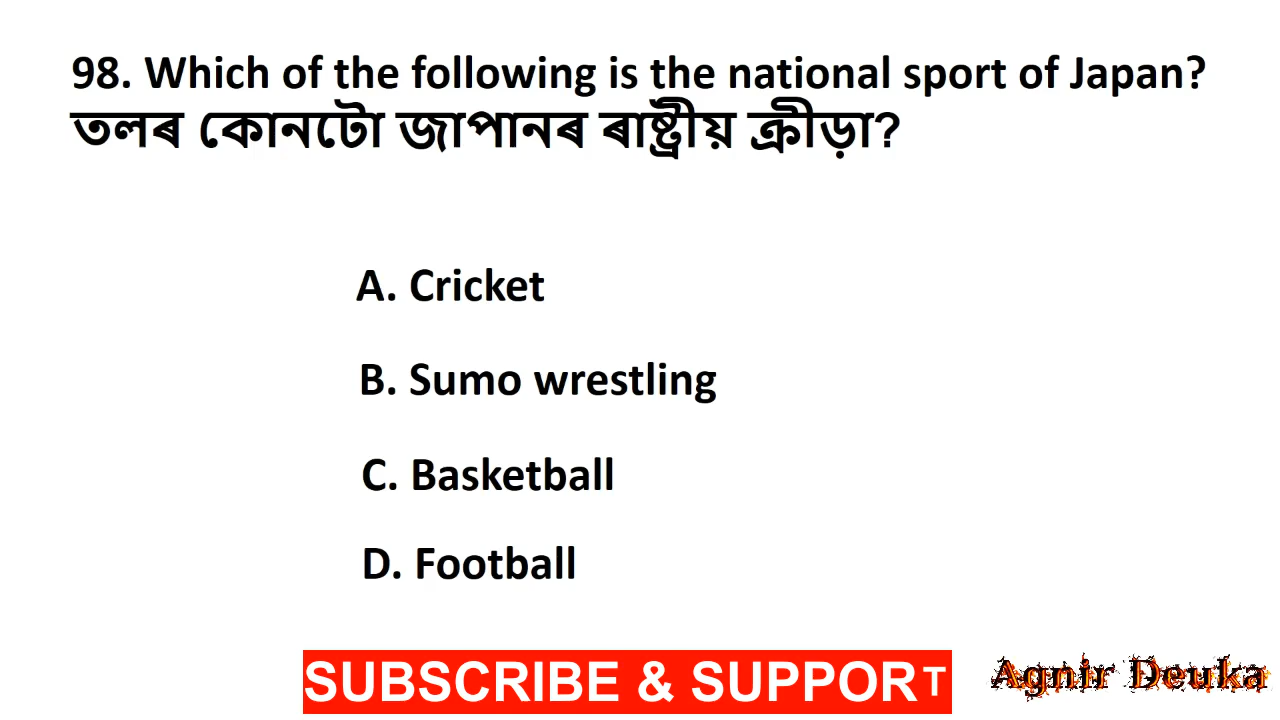 98. Which of the following is the national sport of Japan?
তলৰ কোনটো জাপানৰ ৰাষ্ট্ৰীয় ক্ৰীড়া?
A. Cricket
B. Sumo wrestling
C. Basketball
D. Football
SUBSCRIBE & SUPPORT
Agnir Deuka